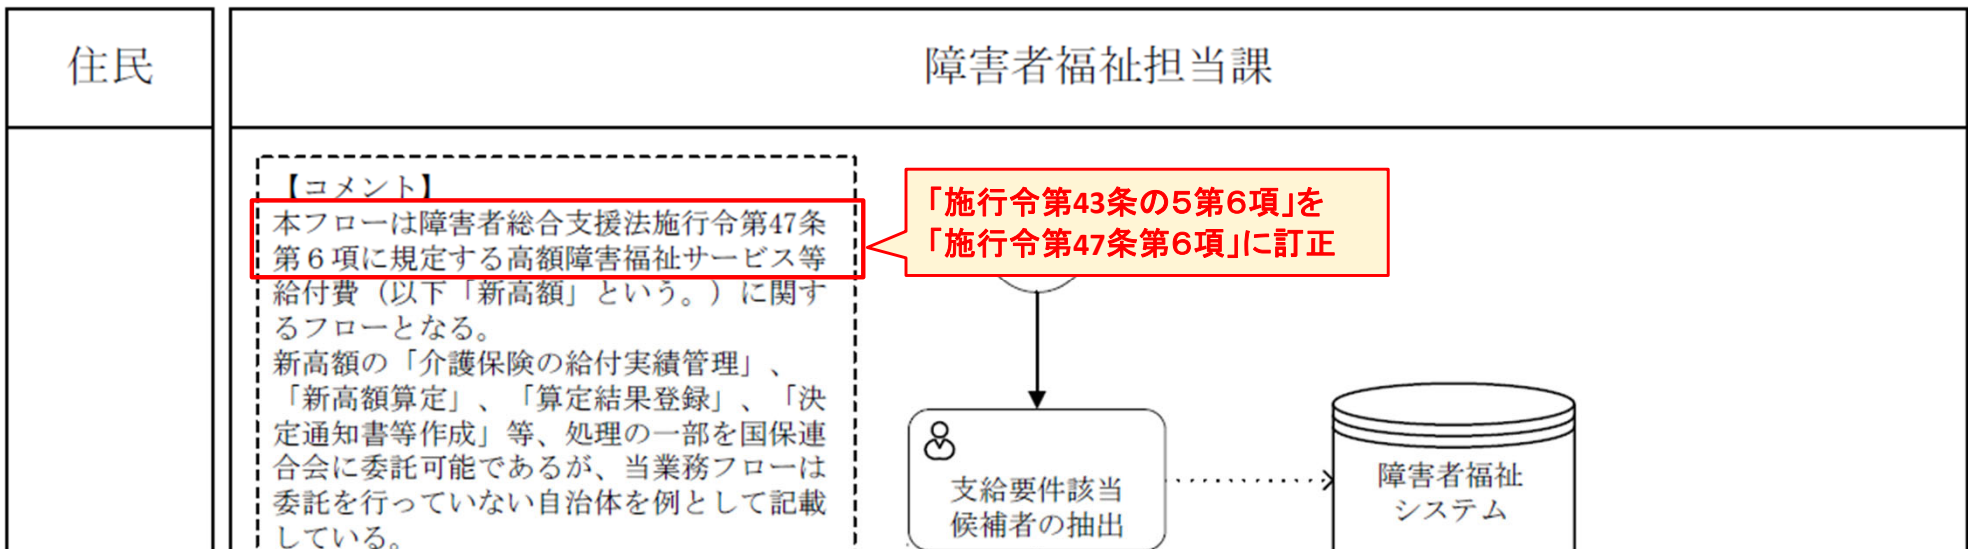 住民
障害者福祉担当課
【コメント】
本フローは障害者総合支援法施行令第47条
第6項に規定する高額障害福祉サービス等
給付費（以下「新高額」という。）に関す
るフローとなる。
新高額の「介護保険の給付実績管理」、
「新高額算定」、「算定結果登録」、「決
定通知書等作成」等、処理の一部を国保連
合会に委託可能であるが、当業務フローは
委託を行っていない自治体を例として記載
している。
「施行令第43条の5第6項」を
「施行令第47条第6項」に訂正
支給要件該当
候補者の抽出
障害者福祉
システム